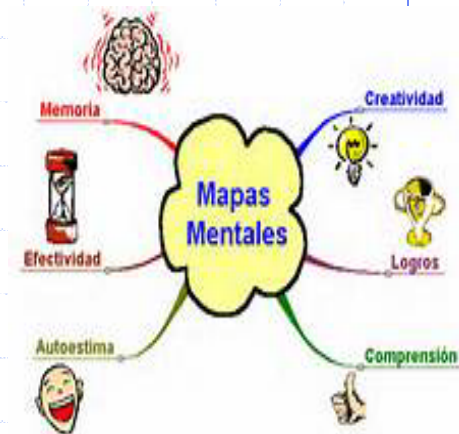 Memoria
Creatividad
Mapas
Mentales
Efectividad
Logros
Autoestima
Comprensión